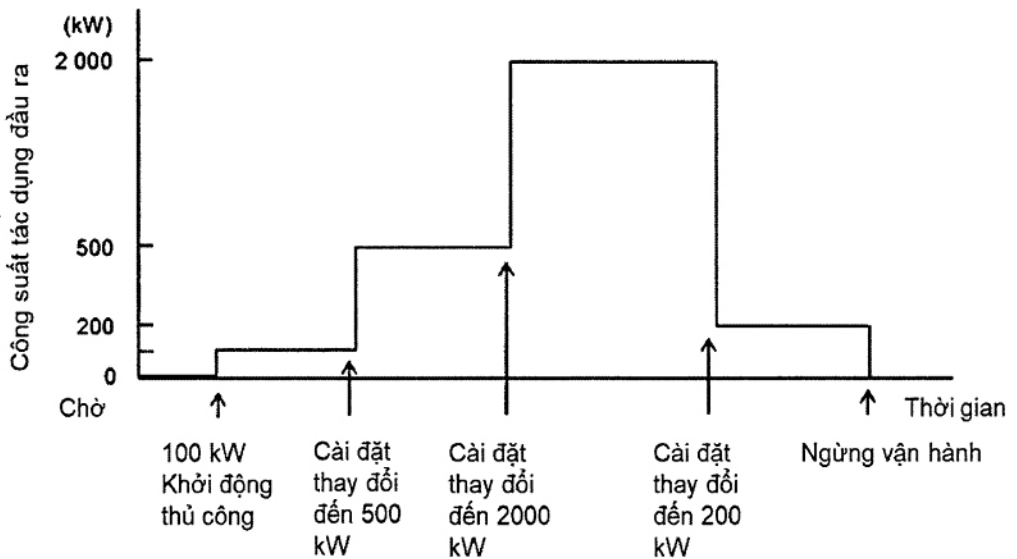 (kW)
2 000
Công suất tác dụng đầu ra
500
200
0
Chờ
Thời gian
100 kW
Khởi động
thủ công
Cài đặt
thay đổi
đến 500
kW
Cài đặt
thay đổi
đến 2000
kW
Cài đặt
thay đổi
đến 200
kW
Ngừng vận hành